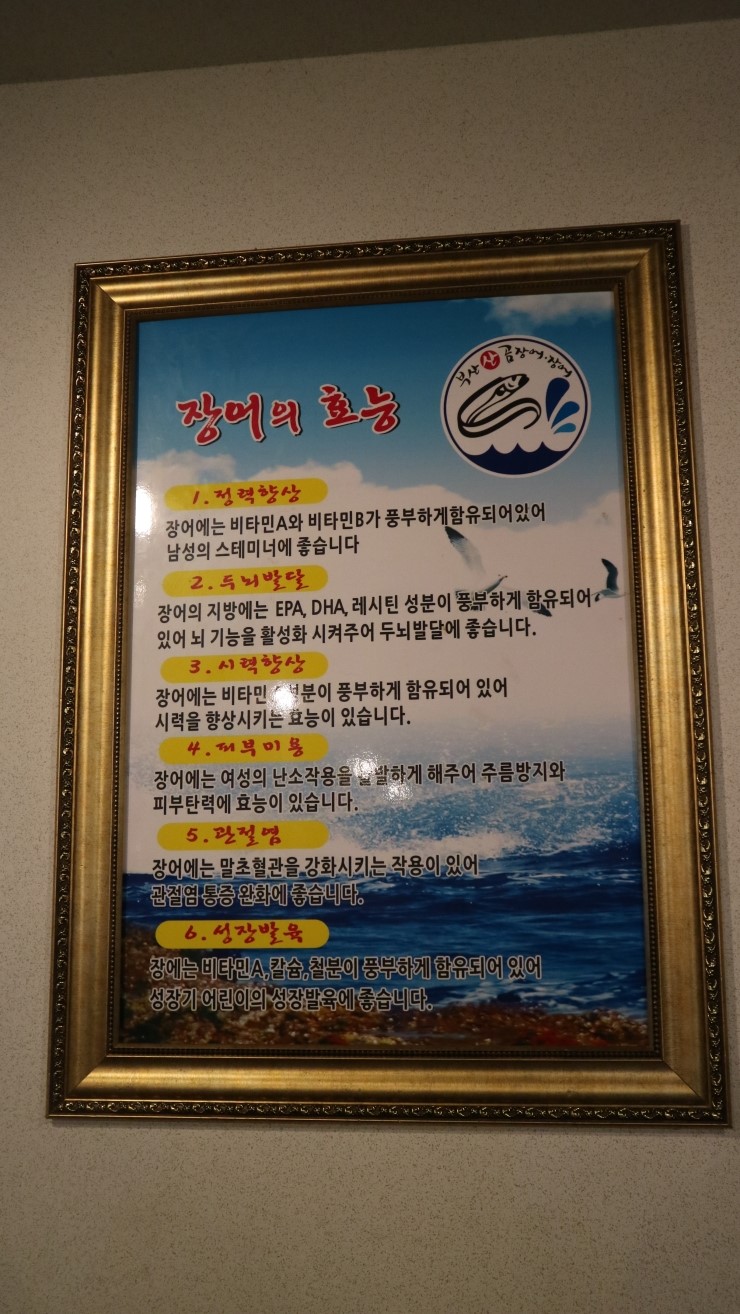 부산 산 곰장어·장어
장어의 효능
1. 정력향상
장어에는 비타민A와 비타민B가 풍부하게함유되어있어
남성의 스테미너에 좋습니다
2. 두뇌발달
장어의 지방에는 EPA, DHA, 레시틴 성분이 풍부하게 함유되어
있어 뇌 기능을 활성화 시켜주어 두뇌발달에 좋습니다.
3. 시력향상
장어에는 비타민 성분이 풍부하게 함유되어 있어
시력을 향상시키는 효능이 있습니다.
4. 피부미용
장어에는 여성의 난소작용을 해주어 주름방지와
피부탄력에 효능이 있습니다.
5. 관절염
장어에는 말초혈관을 강화시키는 작용이 있어
관절염 통증 완화에 좋습니다.
6. 성장발육
장에는 비타민A,칼슘,철분이 풍부하게 함유되어 있어
성장기 어린이의 성장발육에 좋습니다.